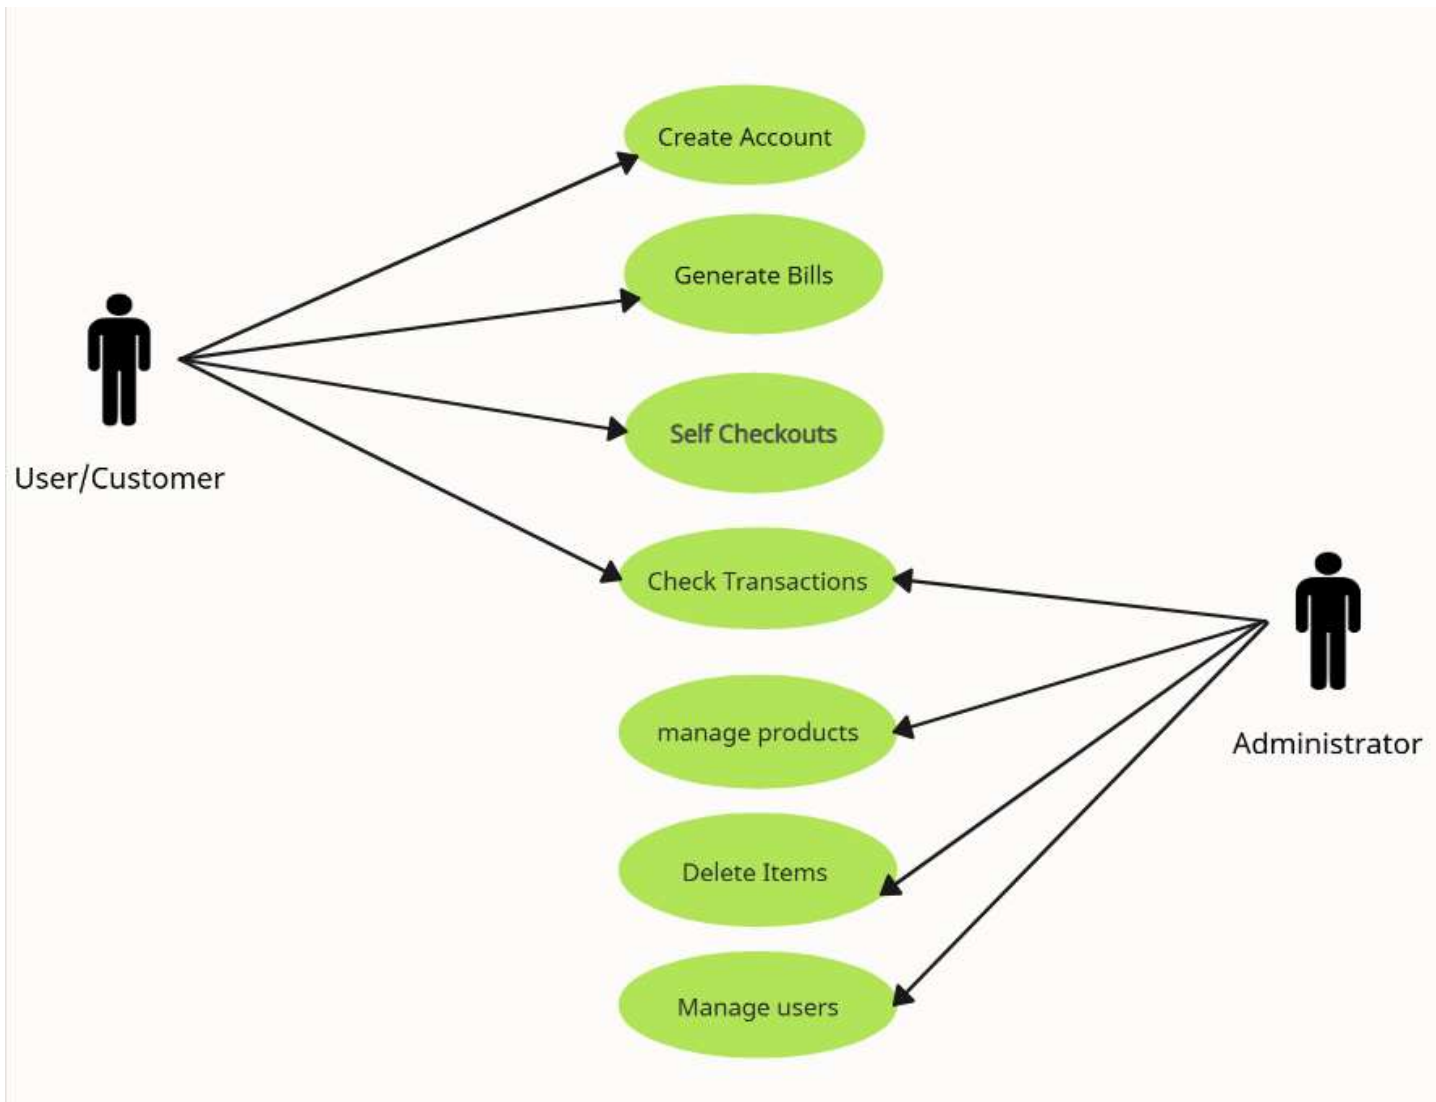 Create Account
Generate Bills
Self Checkouts
User/Customer
Check Transactions
manage products
Administrator
Delete Items
Manage users